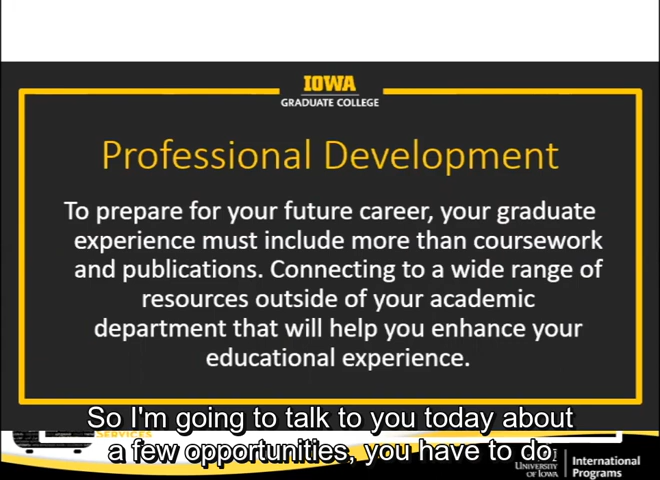 IOWA
GRADUATE COLLEGE
Professional Development
To prepare for your future career, your graduate
experience must include more than coursework
and publications. Connecting to a wide range of
resources outside of your academic
department that will help you enhance your
educational experience.
So I'm going to talk to you today about
a few opportunities, you have to do.
SERVICES
UNIVERSITY
OF IOWA
International
Programs